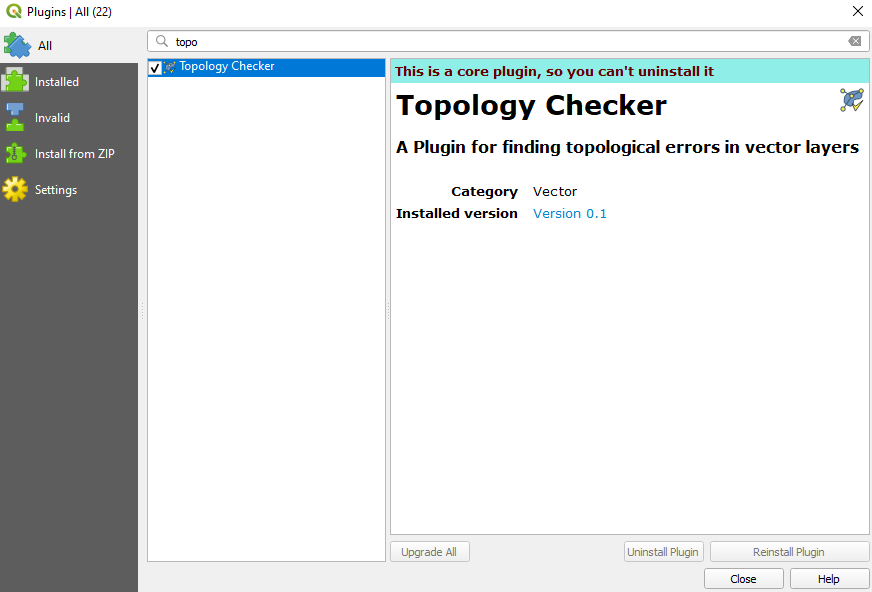 Plugins | All (22)
All
Installed
Invalid
Install from ZIP
Settings
topo
Topology Checker
This is a core plugin, so you can't uninstall it
Topology Checker
A Plugin for finding topological errors in vector layers
Category Vector
Installed version Version 0.1
Upgrade All Uninstall Plugin Reinstall Plugin
Close Help